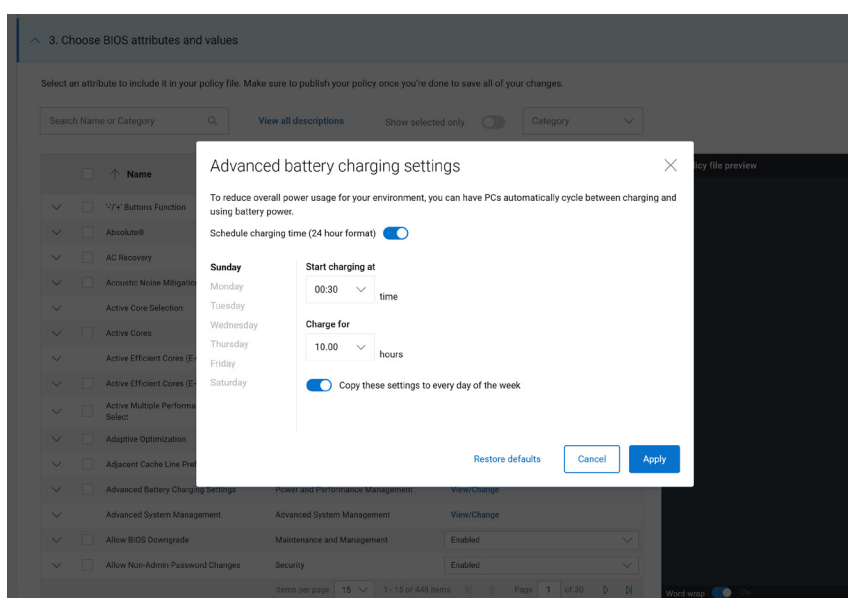 3. Choose BIOS attributes and values
Select an attribute to include it in your policy file. Make sure to publish your policy once you're done to save all of your changes.
Search Name or Category
View all descriptions
Show selected only
Category
Name
Advanced battery charging settings
licy file preview
To reduce overall power usage for your environment, you can have PCs automatically cycle between charging and
using battery power.
Schedule charging time (24 hour format)
Sunday
Monday
Tuesday
Wednesday
Thursday
Friday
Saturday
Start charging at
00:30
time
Charge for
10.00
hours
Copy these settings to every day of the week
Restore defaults
Cancel
Apply
'-/'+' Buttons Function
Absolute®
AC Recovery
Acoustic Noise Mitigation
Active Core Selection
Active Cores
Active Efficient Cores (E-
Active Efficient Cores (E-
Active Multiple Performa
Select
Adaptive Optimization
Adjacent Cache Line Pref
Advanced Battery Charging Settings Power and Performance Management View/Change
Advanced System Management Advanced System Management View/Change
Allow BIOS Downgrade Maintenance and Management Enabled
Allow Non-Admin Password Changes Security Enabled
Items per page 15 1 - 15 of 448 items Page 1 of 30
Word-wrap On